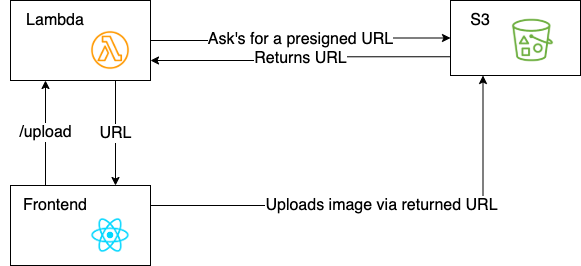 Lambda
S3
Ask's for a presigned URL
Returns URL
/upload
URL
Frontend
Uploads image via returned URL